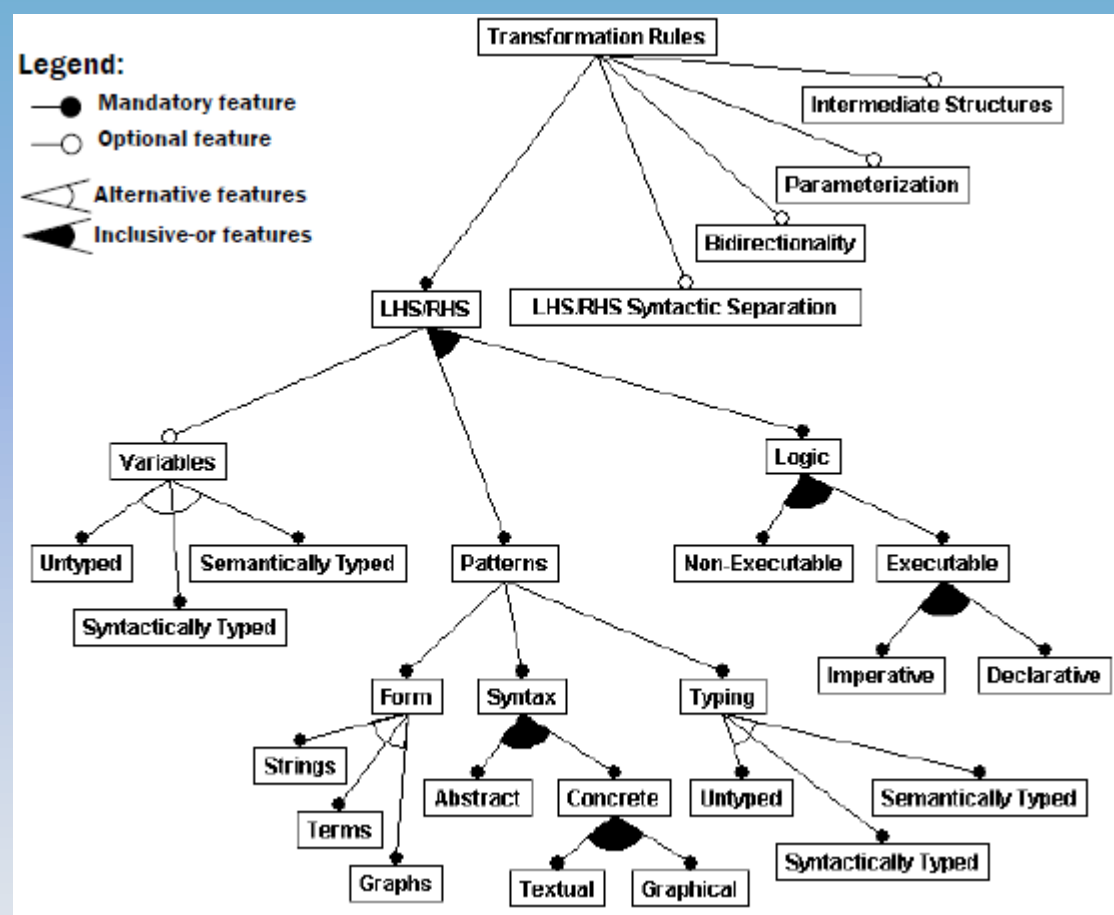 Transformation Rules
Legend:
Mandatory feature
Optional feature
Alternative features
Inclusive-or features
Intermediate Structures
Parameterization
Bidirectionality
LHS/RHS
LHS/RHS Syntactic Separation
Variables
Logic
Untyped
Semantically Typed
Patterns
Non-Executable
Executable
Syntactically Typed
Imperative
Declarative
Form
Syntax
Typing
Strings
Abstract
Concrete
Untyped
Semantically Typed
Terms
Syntactically Typed
Graphs
Textual
Graphical